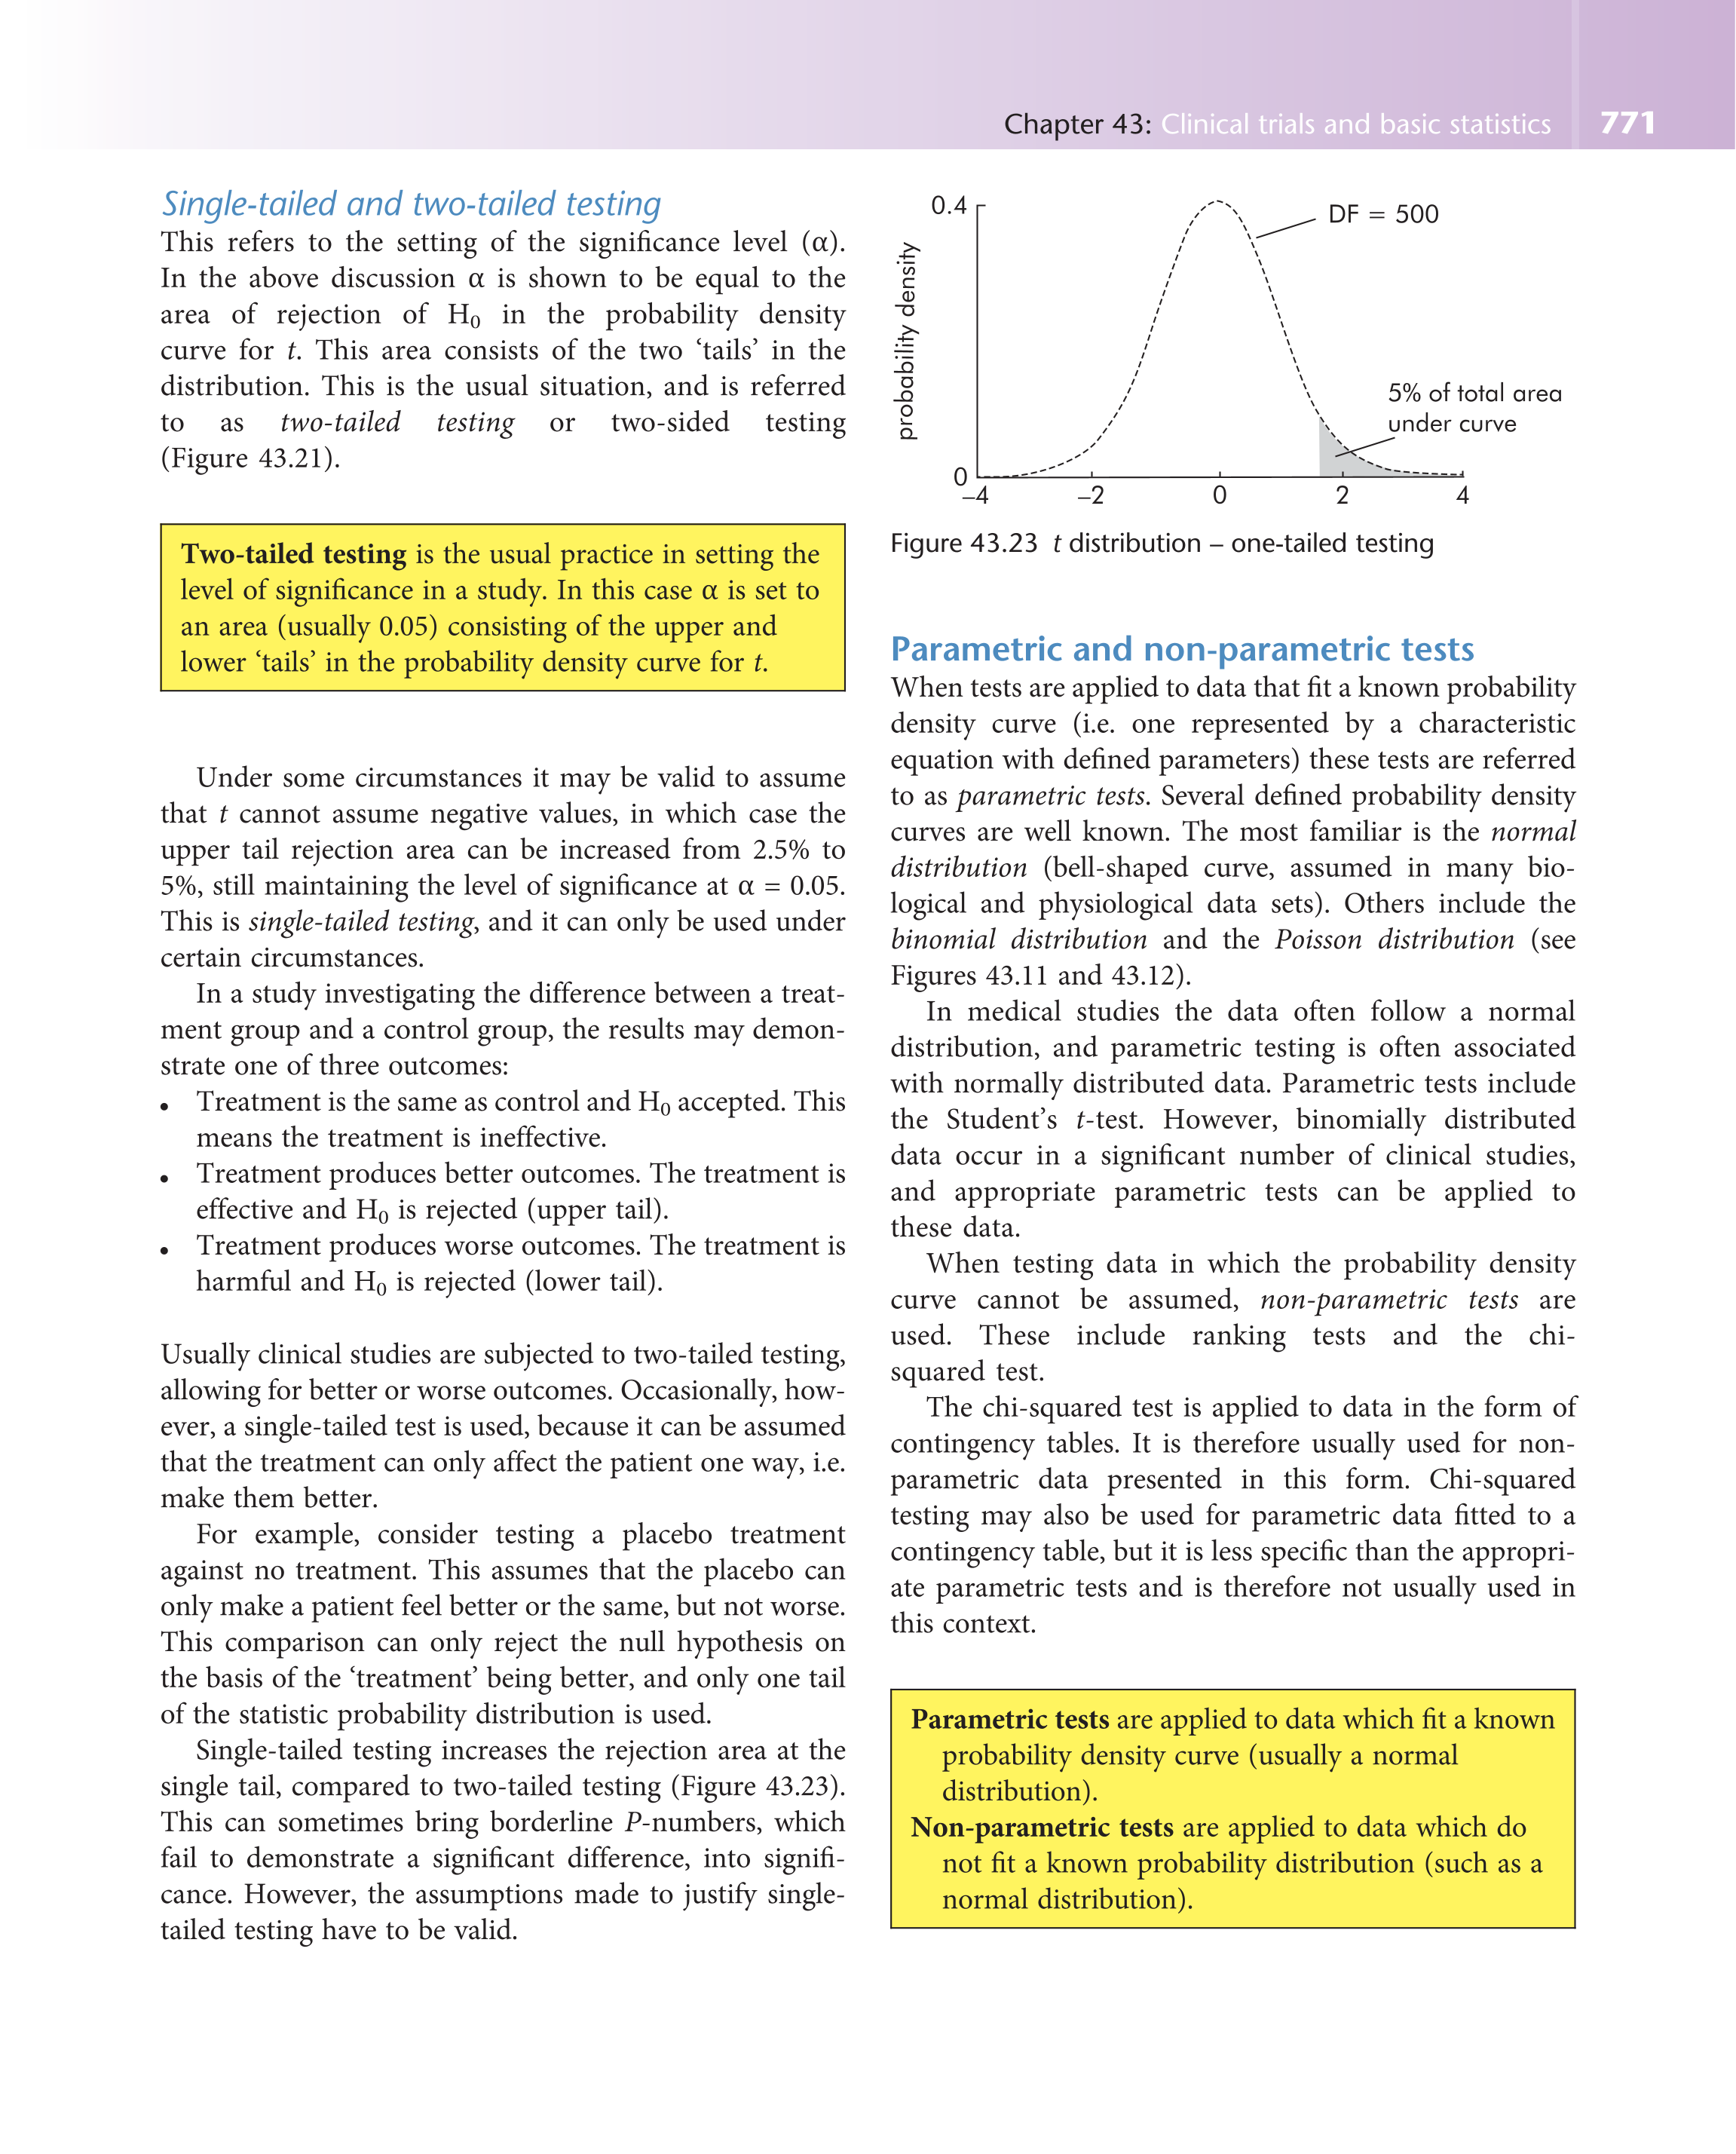 Chapter 43: Clinical trials and basic statistics 771
Single-tailed and two-tailed testing
This refers to the setting of the significance level (α).
In the above discussion α is shown to be equal to the
area of rejection of H0 in the probability density
curve for t. This area consists of the two ‘tails’ in the
distribution. This is the usual situation, and is referred
to as two-tailed testing or two-sided testing
(Figure 43.21).
Two-tailed testing is the usual practice in setting the
level of significance in a study. In this case α is set to
an area (usually 0.05) consisting of the upper and
lower ‘tails’ in the probability density curve for t.
Under some circumstances it may be valid to assume
that t cannot assume negative values, in which case the
upper tail rejection area can be increased from 2.5% to
5%, still maintaining the level of significance at α = 0.05.
This is single-tailed testing, and it can only be used under
certain circumstances.
In a study investigating the difference between a treat-
ment group and a control group, the results may demon-
strate one of three outcomes:
• Treatment is the same as control and H0 accepted. This
means the treatment is ineffective.
• Treatment produces better outcomes. The treatment is
effective and H0 is rejected (upper tail).
• Treatment produces worse outcomes. The treatment is
harmful and H0 is rejected (lower tail).
Usually clinical studies are subjected to two-tailed testing,
allowing for better or worse outcomes. Occasionally, how-
ever, a single-tailed test is used, because it can be assumed
that the treatment can only affect the patient one way, i.e.
make them better.
For example, consider testing a placebo treatment
against no treatment. This assumes that the placebo can
only make a patient feel better or the same, but not worse.
This comparison can only reject the null hypothesis on
the basis of the ‘treatment’ being better, and only one tail
of the statistic probability distribution is used.
Single-tailed testing increases the rejection area at the
single tail, compared to two-tailed testing (Figure 43.23).
This can sometimes bring borderline P-numbers, which
fail to demonstrate a significant difference, into signifi-
cance. However, the assumptions made to justify single-
tailed testing have to be valid.
0.4
DF = 500
probability density
5% of total area
under curve
0
–4 –2 0 2 4
Figure 43.23 t distribution – one-tailed testing
Parametric and non-parametric tests
When tests are applied to data that fit a known probability
density curve (i.e. one represented by a characteristic
equation with defined parameters) these tests are referred
to as parametric tests. Several defined probability density
curves are well known. The most familiar is the normal
distribution (bell-shaped curve, assumed in many bio-
logical and physiological data sets). Others include the
binomial distribution and the Poisson distribution (see
Figures 43.11 and 43.12).
In medical studies the data often follow a normal
distribution, and parametric testing is often associated
with normally distributed data. Parametric tests include
the Student’s t-test. However, binomially distributed
data occur in a significant number of clinical studies,
and appropriate parametric tests can be applied to
these data.
When testing data in which the probability density
curve cannot be assumed, non-parametric tests are
used. These include ranking tests and the chi-
squared test.
The chi-squared test is applied to data in the form of
contingency tables. It is therefore usually used for non-
parametric data presented in this form. Chi-squared
testing may also be used for parametric data fitted to a
contingency table, but it is less specific than the appropri-
ate parametric tests and is therefore not usually used in
this context.
Parametric tests are applied to data which fit a known
probability density curve (usually a normal
distribution).
Non-parametric tests are applied to data which do
not fit a known probability distribution (such as a
normal distribution).